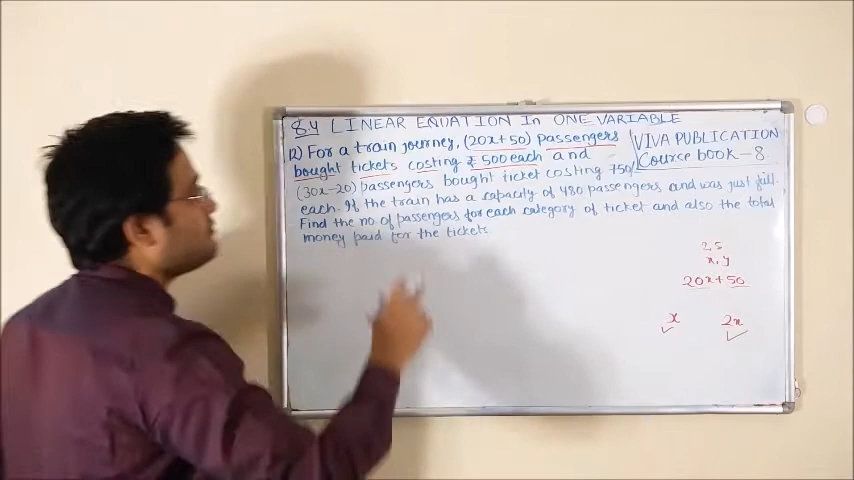 8.4 LINEAR EQUATION In ONE VARIABLE
12) For a train journey, (20x+50) Passengers
bought tickets costing ₹ 500 each and
(30x-20) passengers bought ticket costing 750/
each. If the train has a capacity of 480 passengers and was just full.
Find the no of passengers for each category of ticket and also the total
money paid for the tickets.
VIVA PUBLICATION
Cource book - 8
2, 5
x, y
20x + 50
x 2x